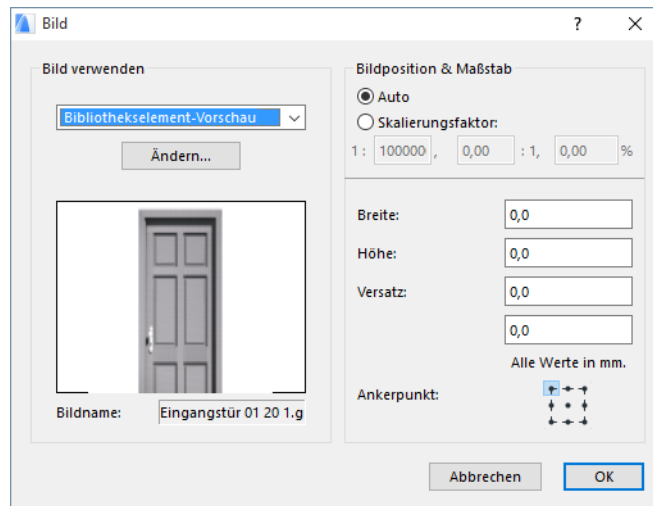 Bild
?
Bild verwenden
Bibliothekselement-Vorschau
Ändern...
Bildname:
Eingangstür 01 20 1.g
Bildposition & Maßstab
Auto
Skalierungsfaktor:
1 : 100000 , 0,00 : 1, 0,00 %
Breite: 0,0
Höhe: 0,0
Versatz: 0,0
0,0
Alle Werte in mm.
Ankerpunkt:
Abbrechen
OK